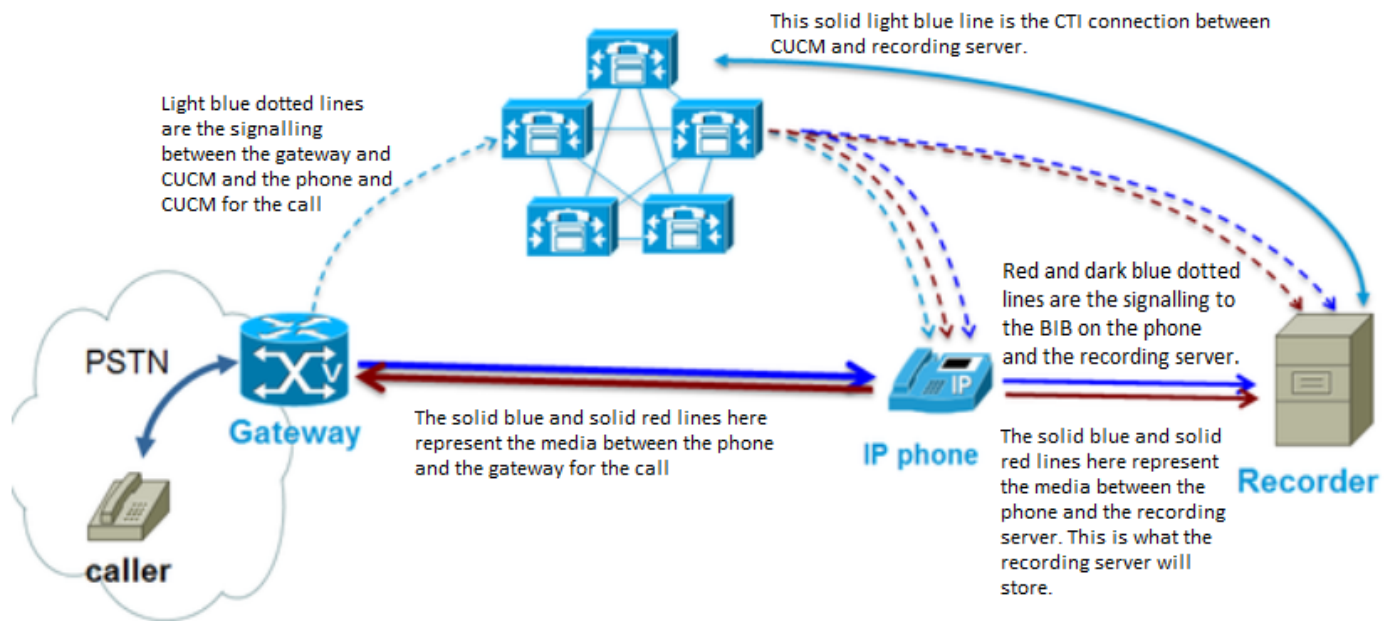 This solid light blue line is the CTI connection between
CUCM and recording server.
Light blue dotted lines
are the signalling
between the gateway and
CUCM and the phone and
CUCM for the call
Red and dark blue dotted
lines are the signalling to
the BIB on the phone
and the recording server.
PSTN
V
Gateway
IP
IP phone
Recorder
caller
The solid blue and solid red lines here
represent the media between the phone
and the gateway for the call
The solid blue and solid
red lines here represent
the media between the
phone and the recording
server. This is what the
recording server will
store.